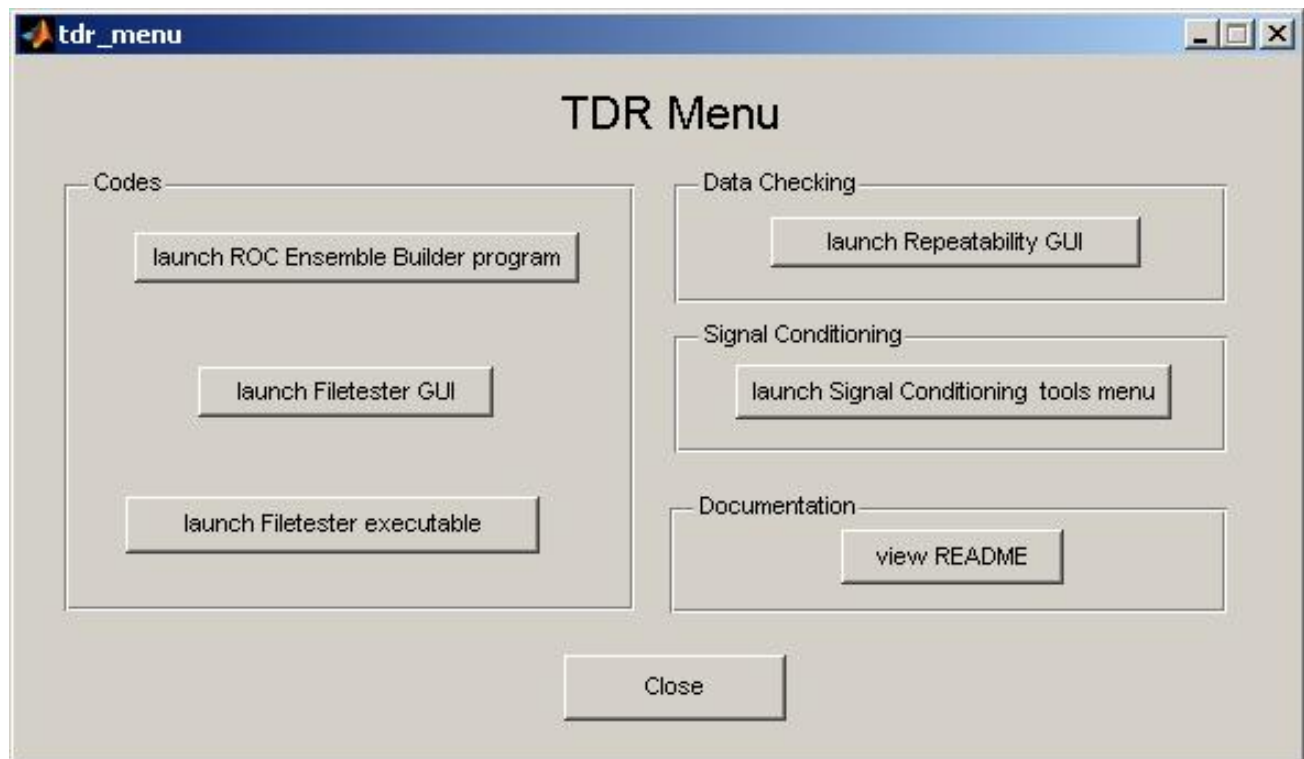 tdr_menu
TDR Menu
Codes
launch ROC Ensemble Builder program
launch Filetester GUI
launch Filetester executable
Data Checking
launch Repeatability GUI
Signal Conditioning
launch Signal Conditioning  tools menu
Documentation
view README
Close